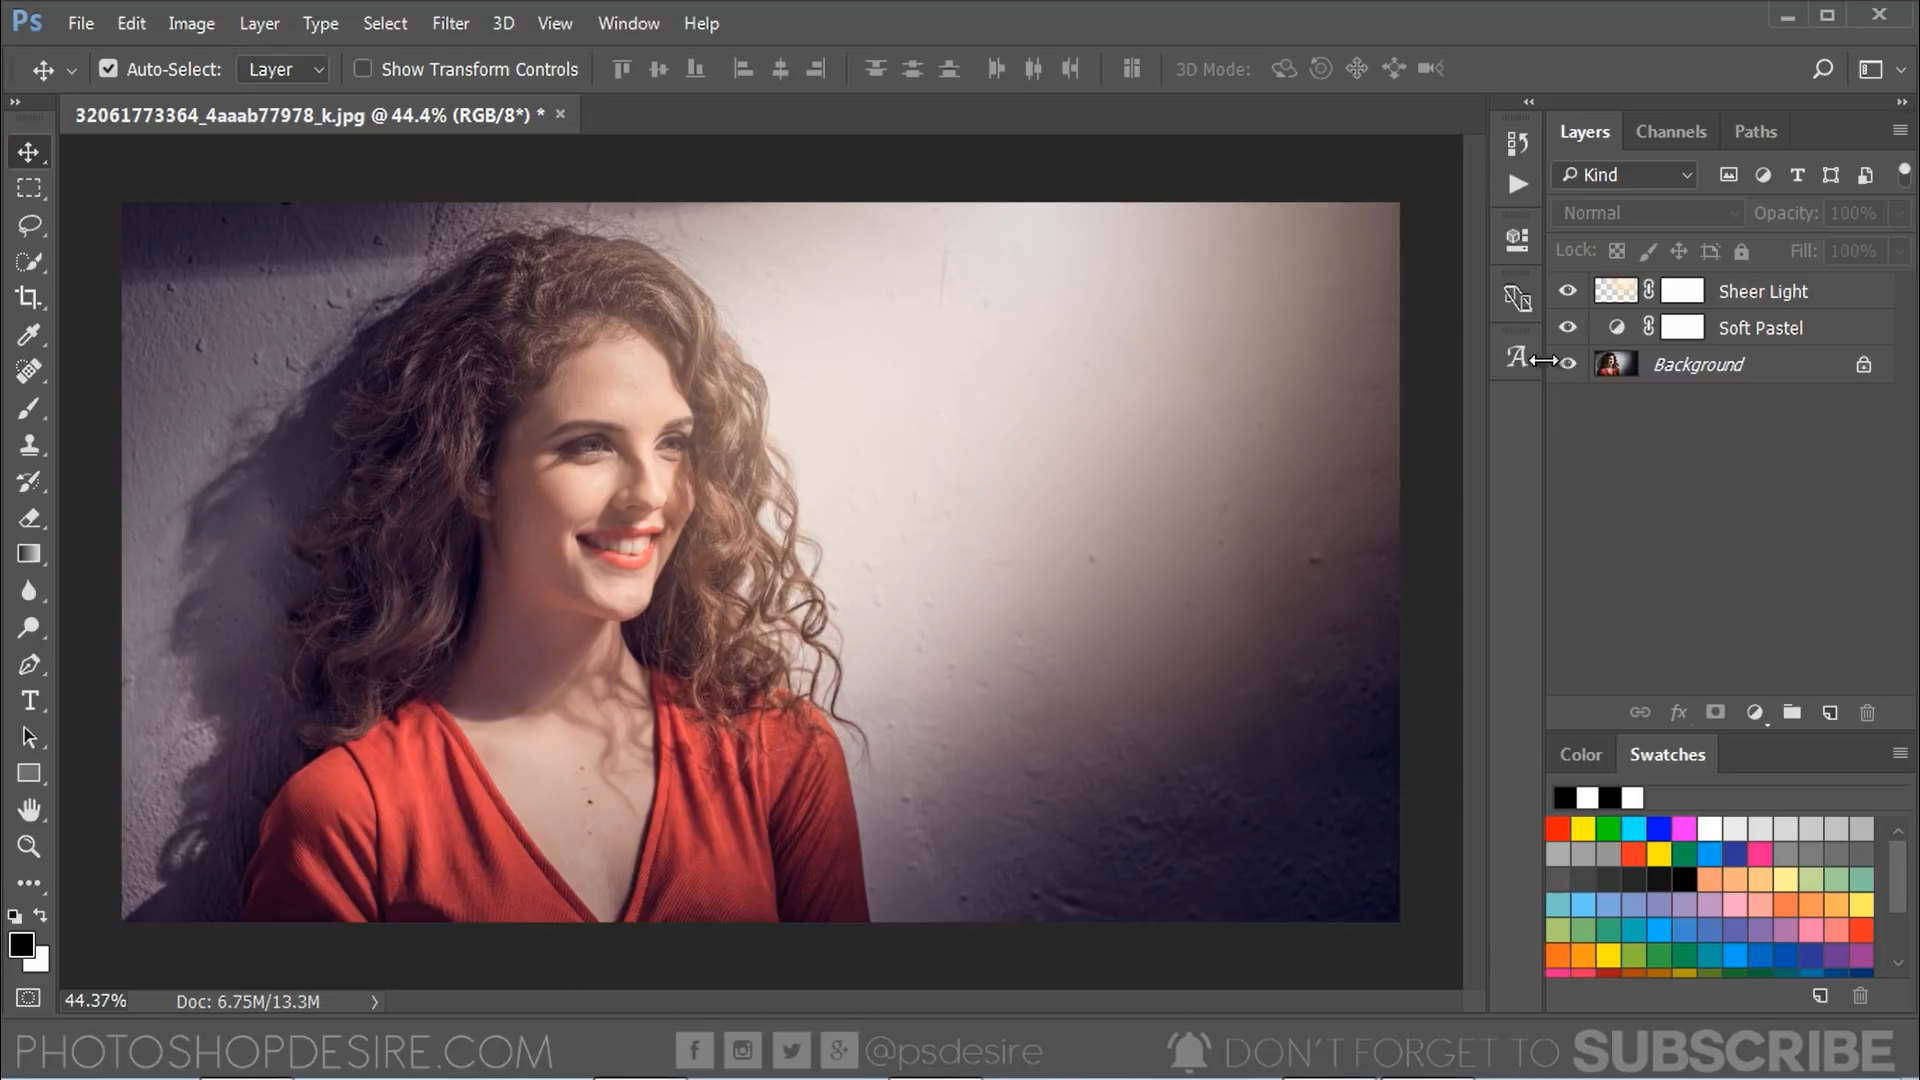 Ps File Edit Image Layer Type Select Filter 3D View Window Help
Auto-Select: Layer Show Transform Controls 3D Mode:
32061773364_4aaab77978_k.jpg @ 44.4% (RGB/8*) *
Layers Channels Paths
Kind
Normal Opacity: 100%
Lock: Fill: 100%
Sheer Light
Soft Pastel
Background
Color Swatches
44.37% Doc: 6.75M/13.3M
PHOTOSHOPDESIRE.COM @psdesire DON'T FORGET TO SUBSCRIBE